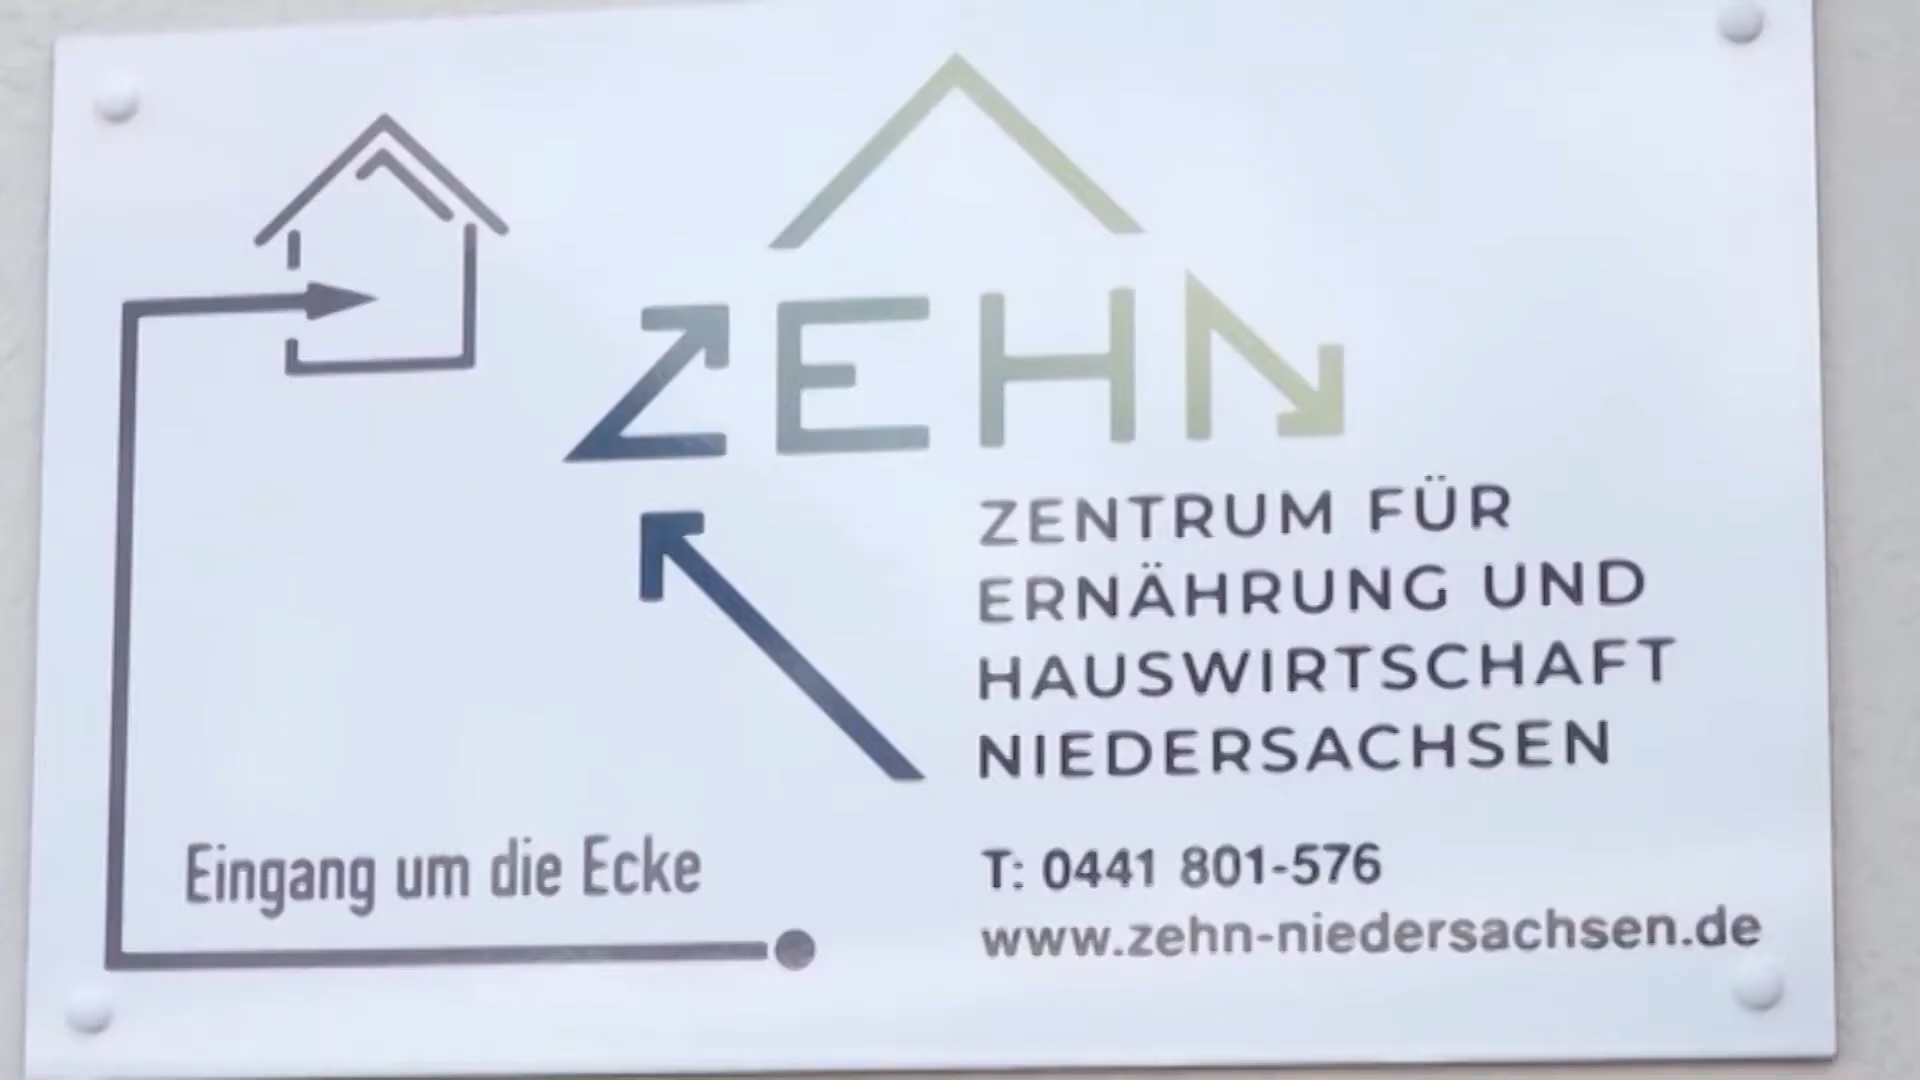 ZEHN
ZENTRUM FÜR
ERNÄHRUNG UND
HAUSWIRTSCHAFT
NIEDERSACHSEN
Eingang um die Ecke
T: 0441 801-576
www.zehn-niedersachsen.de